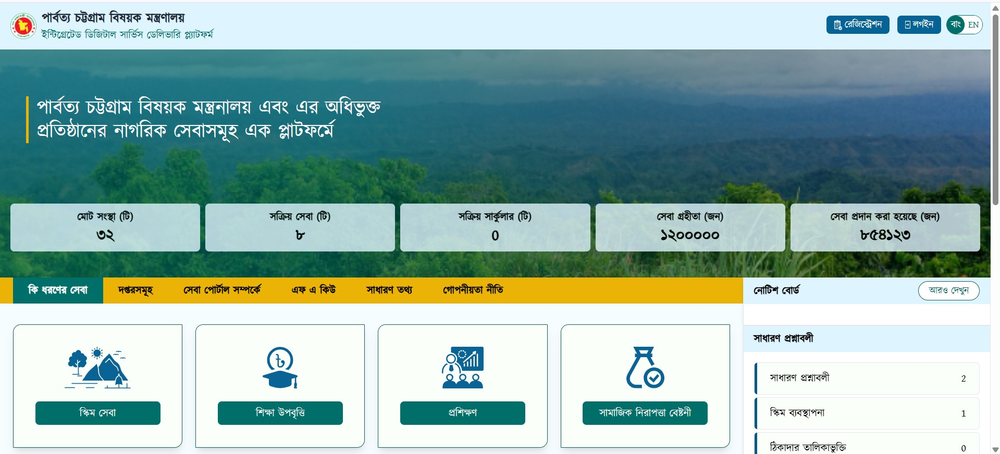 পার্বত্য চট্টগ্রাম বিষয়ক মন্ত্রণালয়
ইন্টিগ্রেটেড ডিজিটাল সার্ভিস ডেলিভারি প্ল্যাটফর্ম
রেজিস্ট্রেশন
লগইন
বাং EN
পার্বত্য চট্টগ্রাম বিষয়ক মন্ত্রনালয় এবং এর অধিভুক্ত
প্রতিষ্ঠানের নাগরিক সেবাসমূহ এক প্লাটফর্মে
মোট সংস্থা (টি)
৩২
সক্রিয় সেবা (টি)
৮
সক্রিয় সার্কুলার (টি)
0
সেবা গ্রহীতা (জন)
১২০০০০০
সেবা প্রদান করা হয়েছে (জন)
৮৫৪১২৩
কি ধরণের সেবা
দপ্তরসমূহ
সেবা পোর্টাল সম্পর্কে
এফ এ কিউ
সাধারণ তথ্য
গোপনীয়তা নীতি
স্কিম সেবা
শিক্ষা উপবৃত্তি
প্রশিক্ষণ
সামাজিক নিরাপত্তা বেষ্টনী
নোটিশ বোর্ড
আরও দেখুন
সাধারণ প্রশ্নাবলী
সাধারণ প্রশ্নাবলী 2
স্কিম ব্যবস্থাপনা 1
ঠিকাদার তালিকাভুক্তি 0